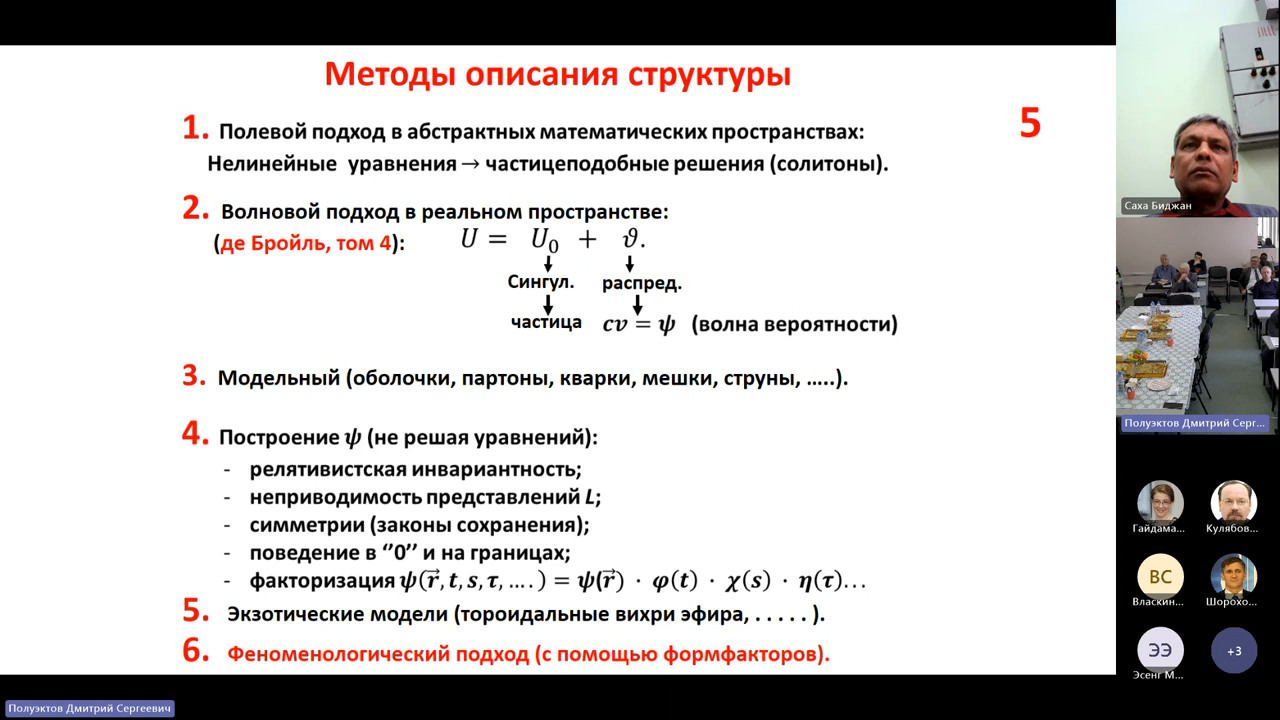 Методы описания структуры
5
1. Полевой подход в абстрактных математических пространствах:
Нелинейные уравнения → частицеподобные решения (солитоны).
2. Волновой подход в реальном пространстве:
(де Бройль, том 4): U = U₀ + ϑ.
Сингул. распред.
частица cv = ψ (волна вероятности)
3. Модельный (оболочки, партоны, кварки, мешки, струны, …..).
4. Построение ψ (не решая уравнений):
- релятивистская инвариантность;
- неприводимость представлений L;
- симметрии (законы сохранения);
- поведение в ‘’0’’ и на границах;
- факторизация ψ(r⃗, t, s, τ, … . ) = ψ(r⃗) · φ(t) · χ(s) · η(τ)…
5. Экзотические модели (тороидальные вихри эфира, . . . . . ).
6. Феноменологический подход (с помощью формфакторов).
Саха Биджан
Полуэктов Дмитрий Серг...
Гайдама... Кулябов...
ВС
Власкин... Шорохо...
ЭЭ +3
Эсенг М...
Полуэктов Дмитрий Сергеевич